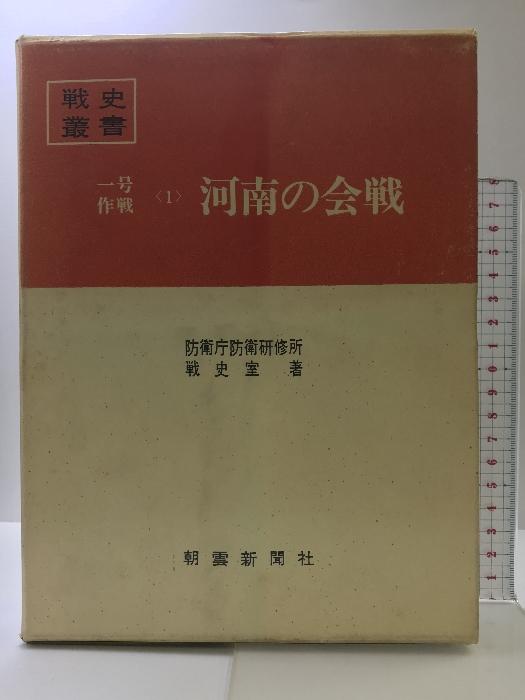 戦史
叢書
一号
作戦
〈1〉
河南の会戦
防衛庁防衛研修所
戦史室 著
朝雲新聞社